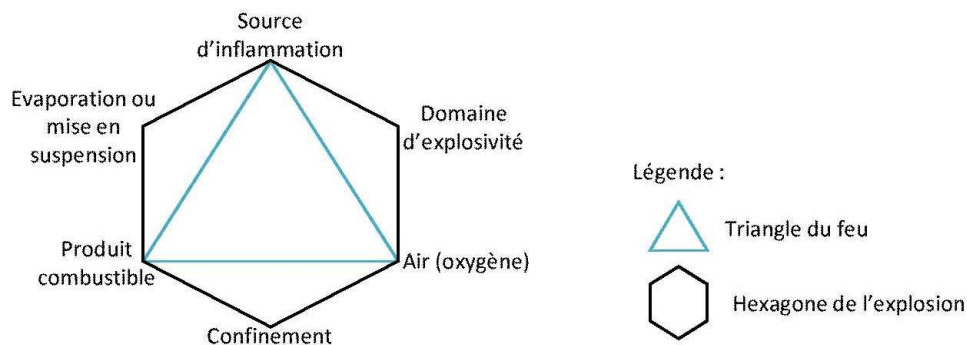 Source
d’inflammation
Evaporation ou
mise en
suspension
Domaine
d’explosivité
Produit
combustible
Air (oxygène)
Confinement
Légende :
Triangle du feu
Hexagone de l’explosion